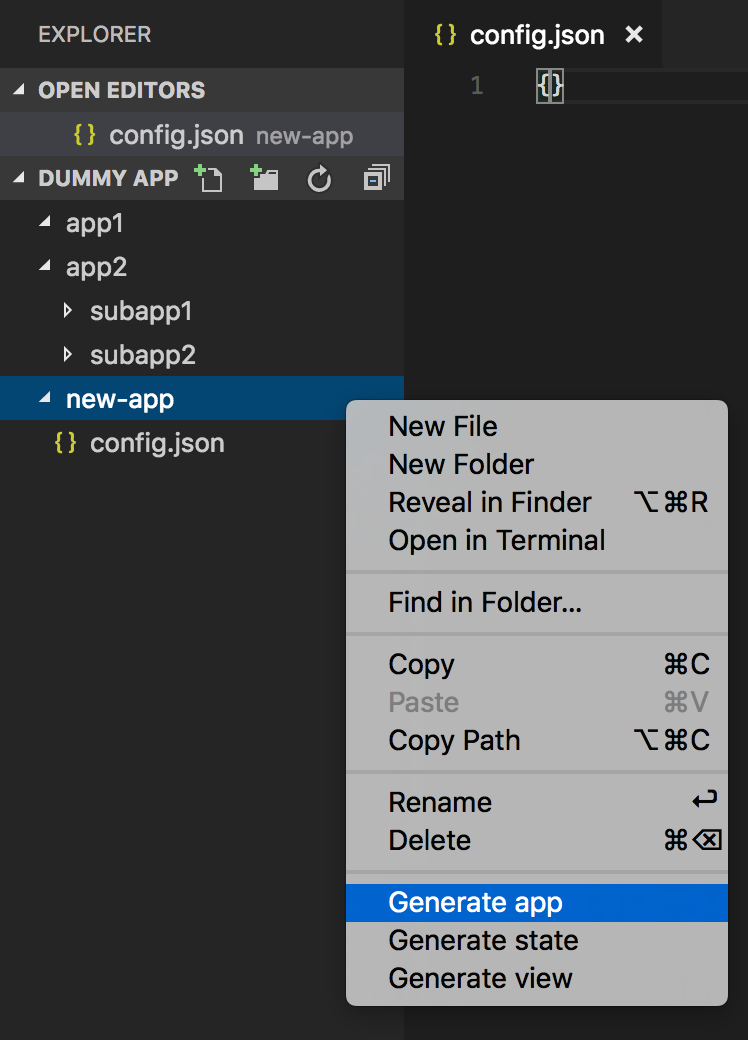 EXPLORER
OPEN EDITORS
{} config.json new-app
DUMMY APP
app1
app2
subapp1
subapp2
new-app
{} config.json
{} config.json ×
1 {}
New File
New Folder
Reveal in Finder ⌥⌘R
Open in Terminal
Find in Folder...
Copy ⌘C
Paste ⌘V
Copy Path ⌥⌘C
Rename ↩
Delete ⌘⌫
Generate app
Generate state
Generate view